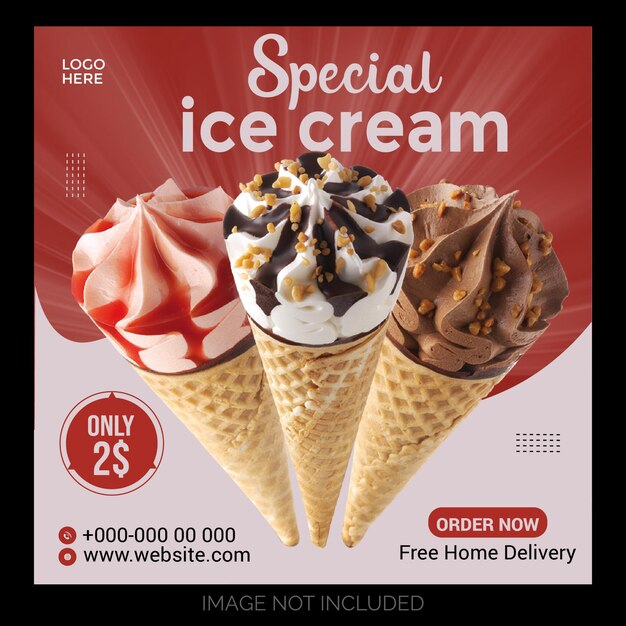 LOGO
HERE
Special
ice cream
ONLY
2$
+000-000 00 000
www.website.com
ORDER NOW
Free Home Delivery
IMAGE NOT INCLUDED